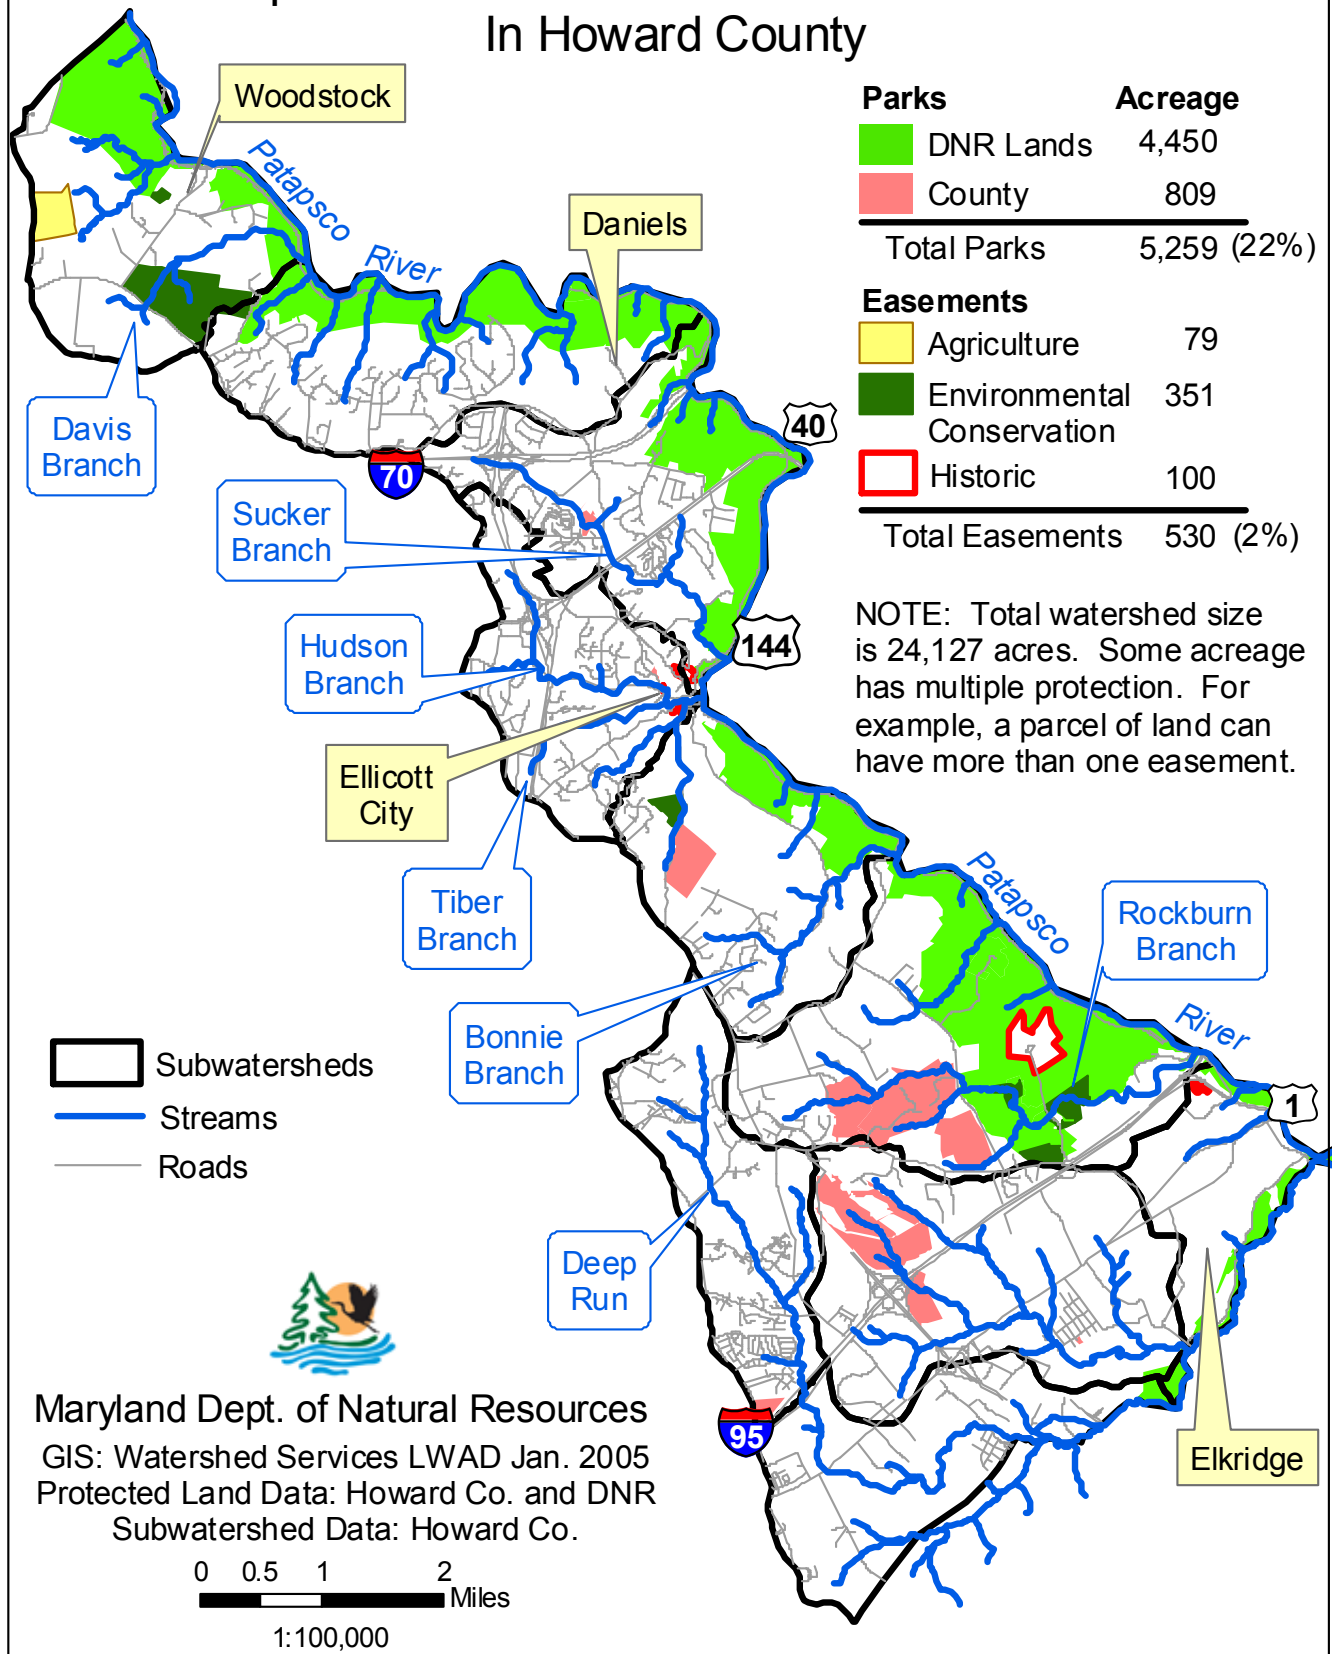 In Howard County
Woodstock
Patapsco
River
Daniels
Parks Acreage
DNR Lands 4,450
County 809
Total Parks 5,259 (22%)
Easements
Agriculture 79
Environmental 351
Conservation
Historic 100
Total Easements 530 (2%)
NOTE: Total watershed size
is 24,127 acres. Some acreage
has multiple protection. For
example, a parcel of land can
have more than one easement.
Davis
Branch
40
70
Sucker
Branch
Hudson
Branch
144
Ellicott
City
Tiber
Branch
Patapsco
River
Rockburn
Branch
Bonnie
Branch
1
Subwatersheds
Streams
Roads
Deep
Run
95
Elkridge
Maryland Dept. of Natural Resources
GIS: Watershed Services LWAD Jan. 2005
Protected Land Data: Howard Co. and DNR
Subwatershed Data: Howard Co.
0 0.5 1 2
Miles
1:100,000